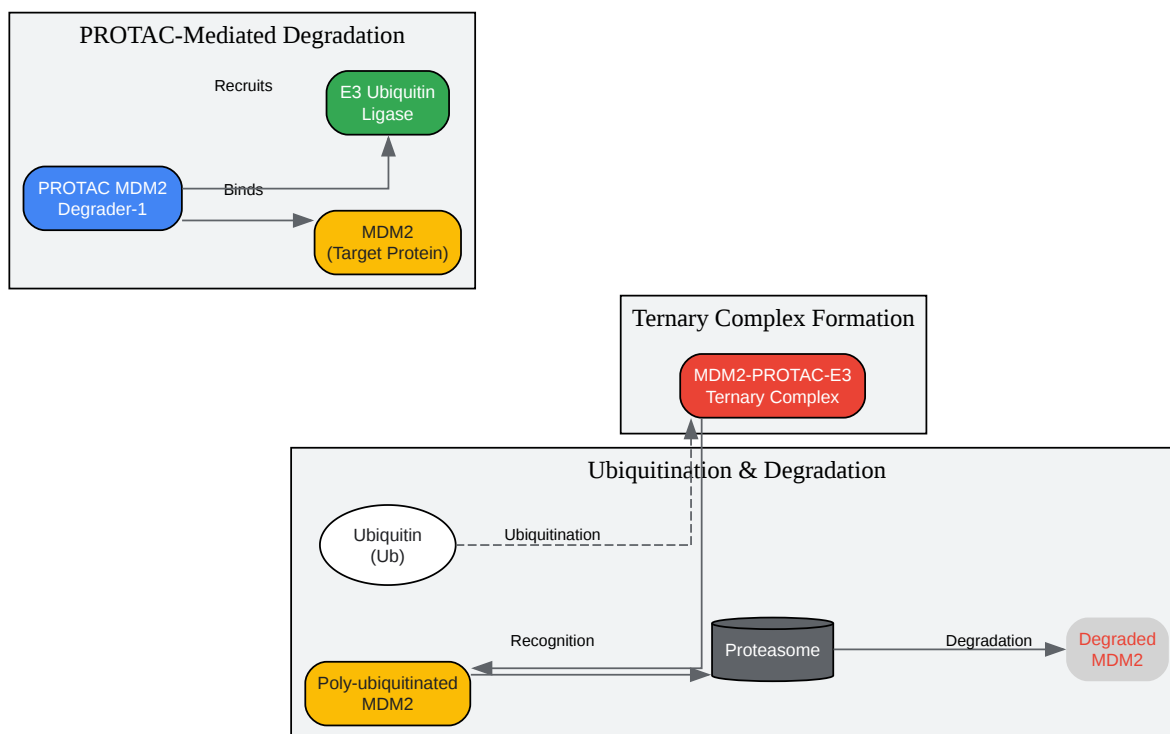 PROTAC-Mediated Degradation
Recruits
E3 Ubiquitin
Ligase
PROTAC MDM2
Degrader-1
Binds
MDM2
(Target Protein)
Ternary Complex Formation
MDM2-PROTAC-E3
Ternary Complex
Ubiquitination & Degradation
Ubiquitin
(Ub)
Ubiquitination
Recognition
Poly-ubiquitinated
MDM2
Proteasome
Degradation
Degraded
MDM2